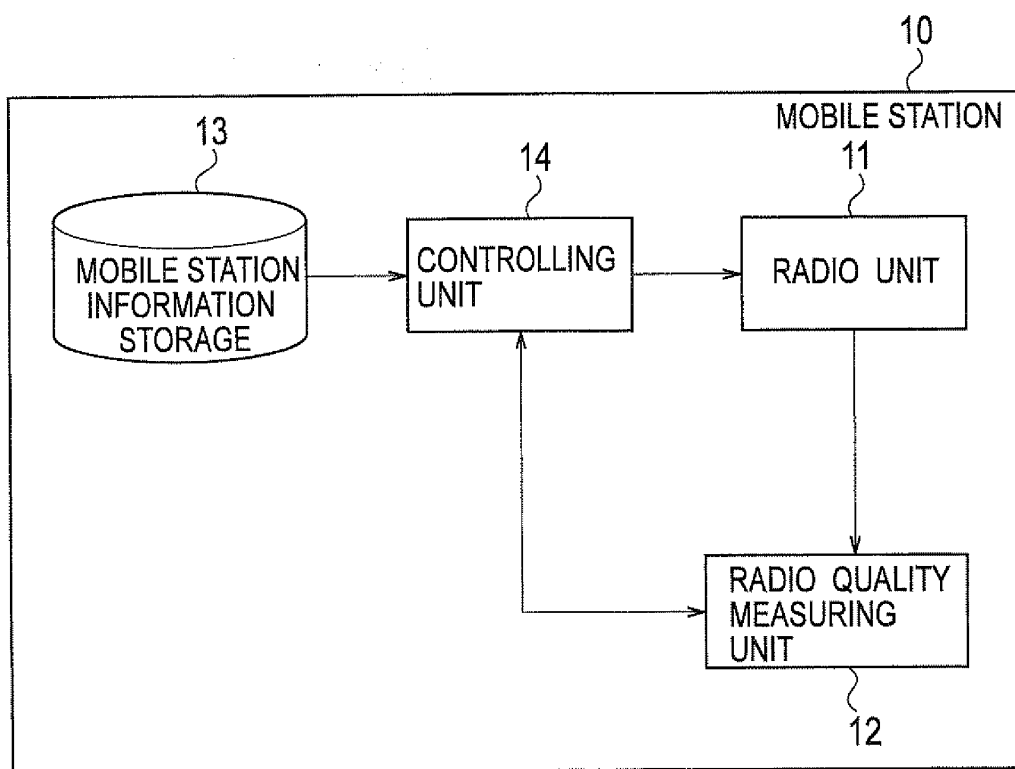 10
MOBILE STATION
13
14
11
MOBILE STATION
INFORMATION
STORAGE
CONTROLLING
UNIT
RADIO UNIT
RADIO QUALITY
MEASURING
UNIT
12